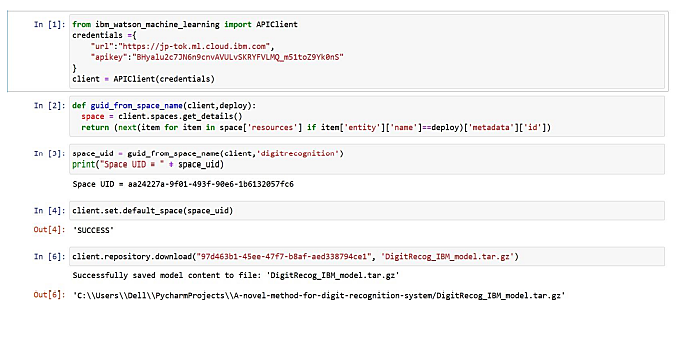 In [1]: from ibm_watson_machine_learning import APIClient
credentials ={
"url":"https://jp-tok.ml.cloud.ibm.com",
"apikey":"BHyalu2c7JN6n9cnvAVULvSKRYFVLMQ_m51toZ9Yk0nS"
}
client = APIClient(credentials)
In [2]: def guid_from_space_name(client,deploy):
space = client.spaces.get_details()
return (next(item for item in space['resources'] if item['entity']['name']==deploy)['metadata']['id'])
In [3]: space_uid = guid_from_space_name(client,'digitrecognition')
print("Space UID = " + space_uid)
Space UID = aa24227a-9f01-493f-90e6-1b6132057fc6
In [4]: client.set.default_space(space_uid)
Out[4]: 'SUCCESS'
In [6]: client.repository.download("97d463b1-45ee-47f7-b8af-aed338794ce1", 'DigitRecog_IBM_model.tar.gz')
Successfully saved model content to file: 'DigitRecog_IBM_model.tar.gz'
Out[6]: 'C:\\Users\\Dell\\PycharmProjects\\A-novel-method-for-digit-recognition-system/DigitRecog_IBM_model.tar.gz'